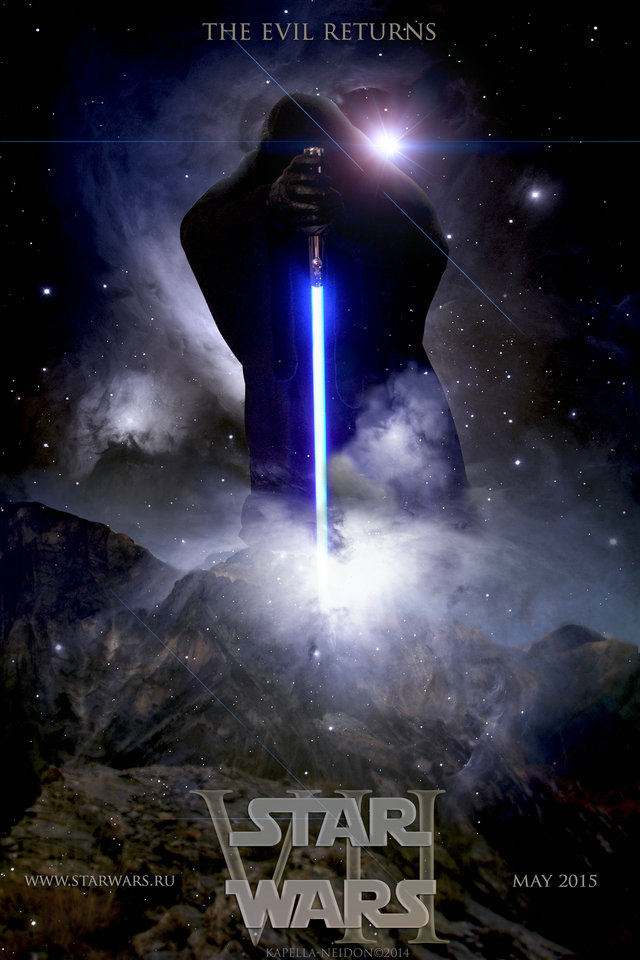 THE EVIL RETURNS
STAR
VII
WARS
WWW.STARWARS.RU
MAY 2015
KAPELLA-NEIDON©2014